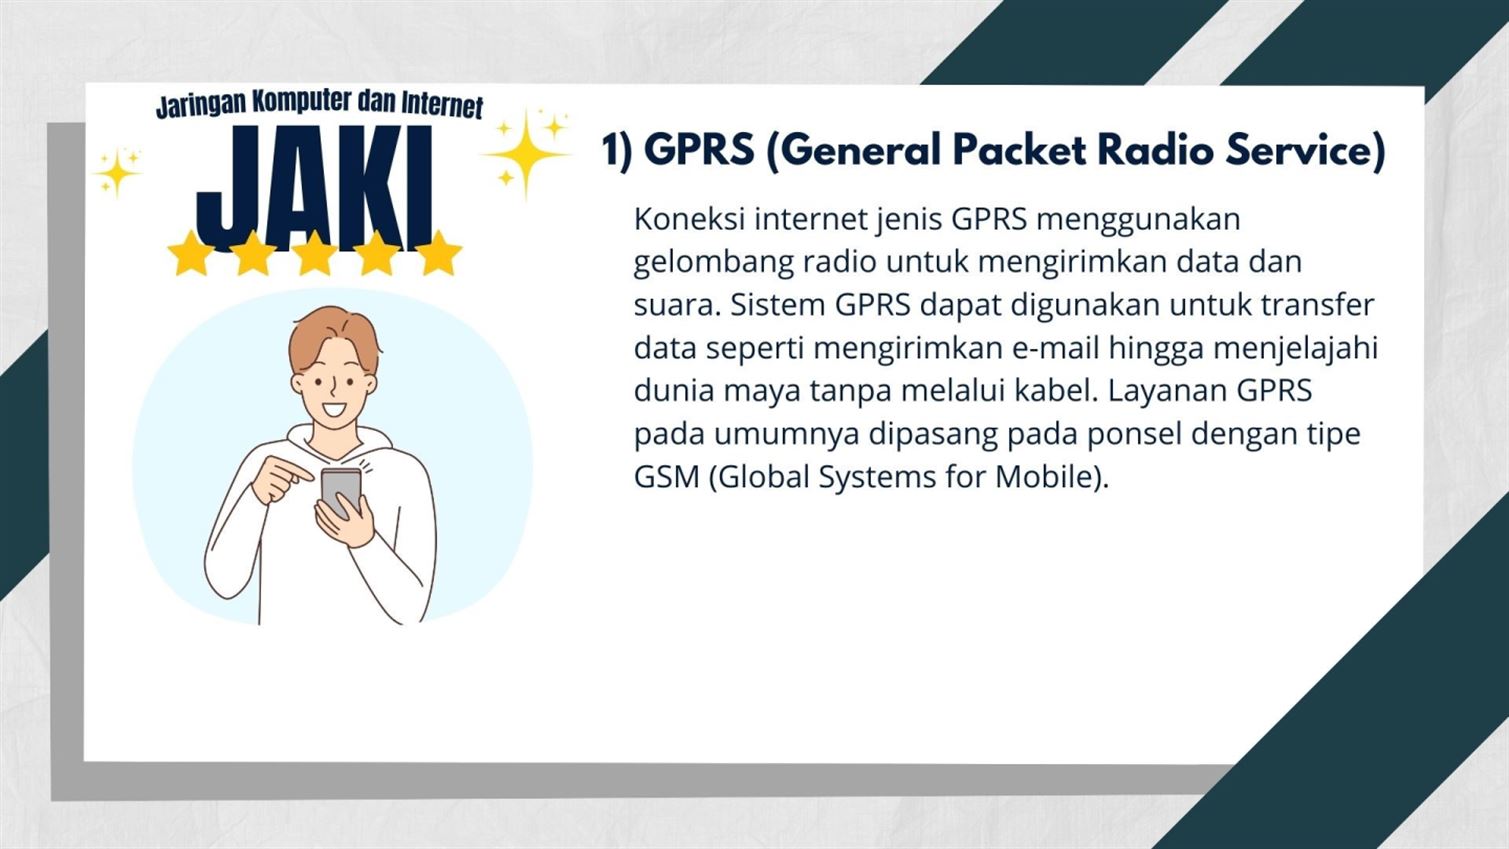 Jaringan Komputer dan Internet
JAKI
1) GPRS (General Packet Radio Service)
Koneksi internet jenis GPRS menggunakan
gelombang radio untuk mengirimkan data dan
suara. Sistem GPRS dapat digunakan untuk transfer
data seperti mengirimkan e-mail hingga menjelajahi
dunia maya tanpa melalui kabel. Layanan GPRS
pada umumnya dipasang pada ponsel dengan tipe
GSM (Global Systems for Mobile).